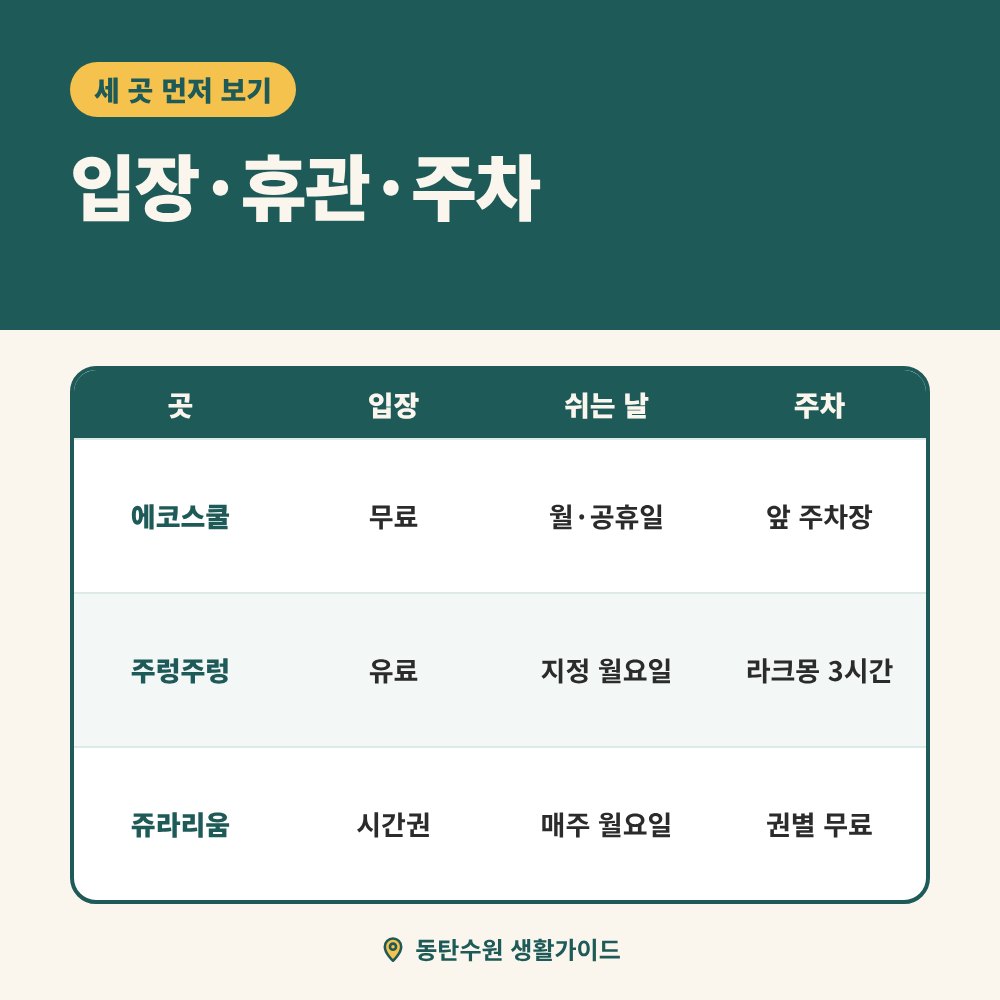 세 곳 먼저 보기
입장·휴관·주차
곳 입장 쉬는 날 주차
에코스쿨 무료 월·공휴일 앞 주차장
주렁주렁 유료 지정 월요일 라크몽 3시간
쥬라리움 시간권 매주 월요일 권별 무료
동탄수원 생활가이드